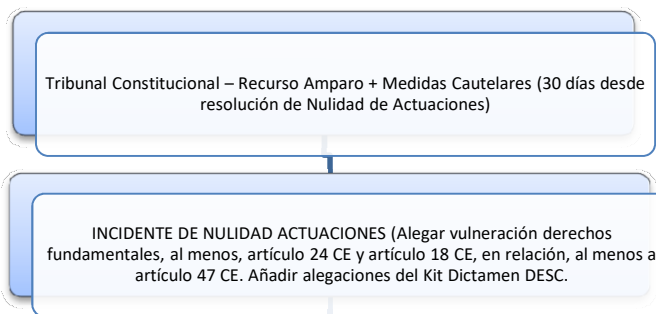 Tribunal Constitucional – Recurso Amparo + Medidas Cautelares (30 días desde
resolución de Nulidad de Actuaciones)
INCIDENTE DE NULIDAD ACTUACIONES (Alegar vulneración derechos
fundamentales, al menos, artículo 24 CE y artículo 18 CE, en relación, al menos a
artículo 47 CE. Añadir alegaciones del Kit Dictamen DESC.